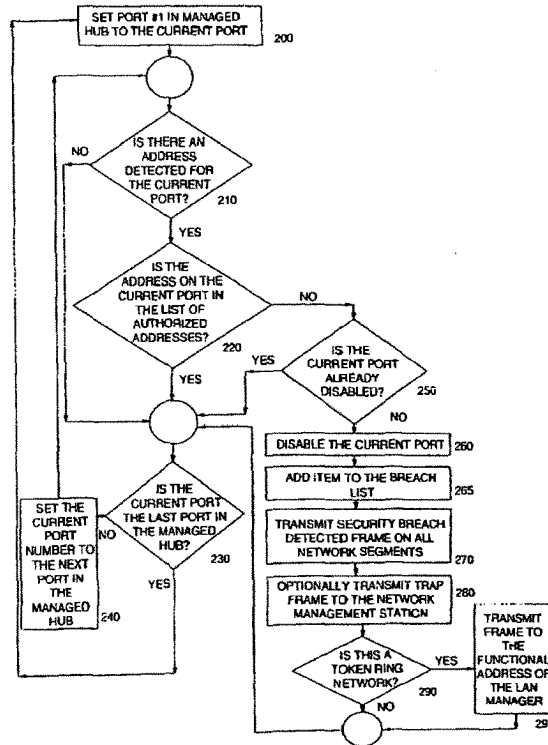 SET PORT #1 IN MANAGED
HUB TO THE CURRENT PORT
200
IS THERE AN
ADDRESS
DETECTED FOR
THE CURRENT
PORT?
NO
210
YES
IS THE
ADDRESS ON THE
CURRENT PORT IN
THE LIST OF
AUTHORIZED
ADDRESSES?
NO
220
YES
IS THE
CURRENT PORT
ALREADY
DISABLED?
YES
250
NO
DISABLE THE CURRENT PORT
260
ADD ITEM TO THE BREACH
LIST
265
TRANSMIT SECURITY BREACH
DETECTED FRAME ON ALL
NETWORK SEGMENTS
270
OPTIONALLY TRANSMIT TRAP
FRAME TO THE NETWORK
MANAGEMENT STATION
280
IS THE
CURRENT PORT
THE LAST PORT IN
THE MANAGED
HUB?
230
NO
YES
SET THE
CURRENT
PORT
NUMBER TO
THE NEXT
PORT IN
THE
MANAGED
HUB
240
IS THIS A
TOKEN RING
NETWORK?
290
YES
NO
TRANSMIT
FRAME TO
THE
FUNCTIONAL
ADDRESS OF
THE LAN
MANAGER